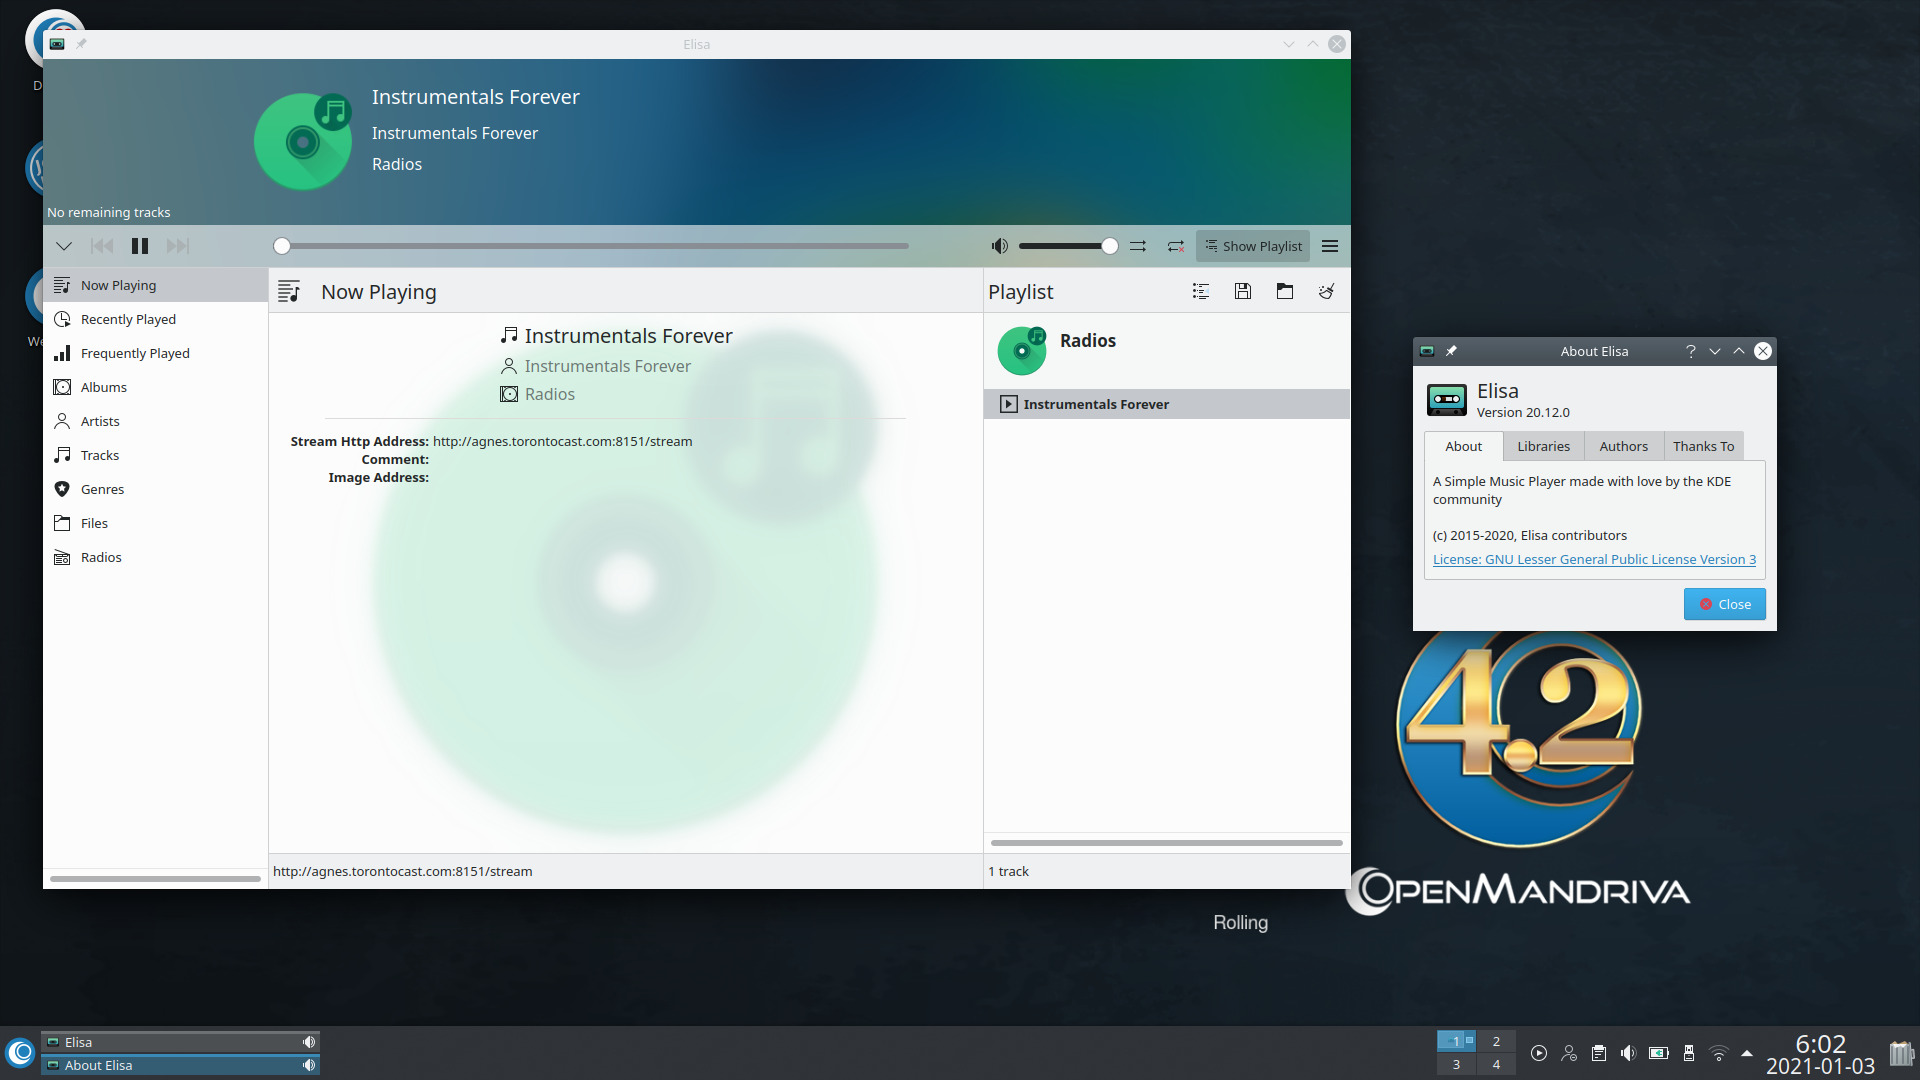 D
We
Elisa
Instrumentals Forever
Instrumentals Forever
Radios
No remaining tracks
Show Playlist
Now Playing
Recently Played
Frequently Played
Albums
Artists
Tracks
Genres
Files
Radios
Now Playing
Instrumentals Forever
Instrumentals Forever
Radios
Stream Http Address: http://agnes.torontocast.com:8151/stream
Comment:
Image Address:
http://agnes.torontocast.com:8151/stream
Playlist
Radios
Instrumentals Forever
1 track
About Elisa
Elisa
Version 20.12.0
About
Libraries
Authors
Thanks To
A Simple Music Player made with love by the KDE
community
(c) 2015-2020, Elisa contributors
License: GNU Lesser General Public License Version 3
Close
4.2
OPENMANDRIVA
Rolling
Elisa
About Elisa
1
2
3
4
6:02
2021-01-03